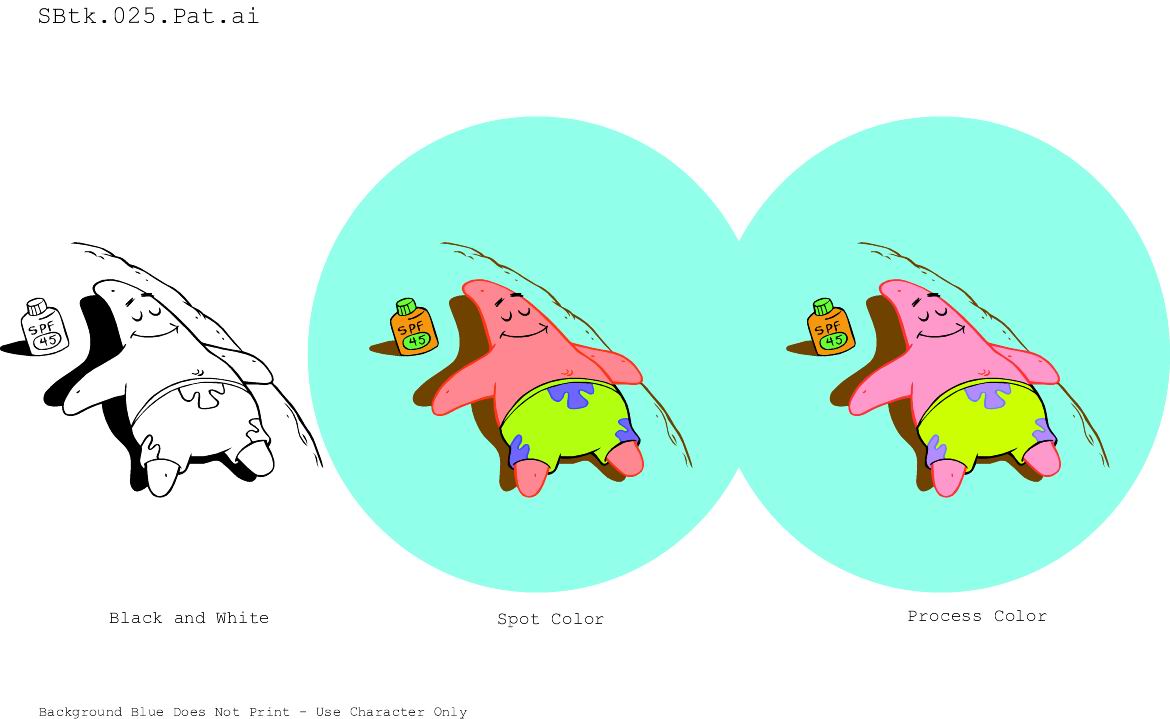 SBtk.025.Pat.ai
SPF
45
SPF
45
SPF
45
Black and White
Spot Color
Process Color
Background Blue Does Not Print - Use Character Only